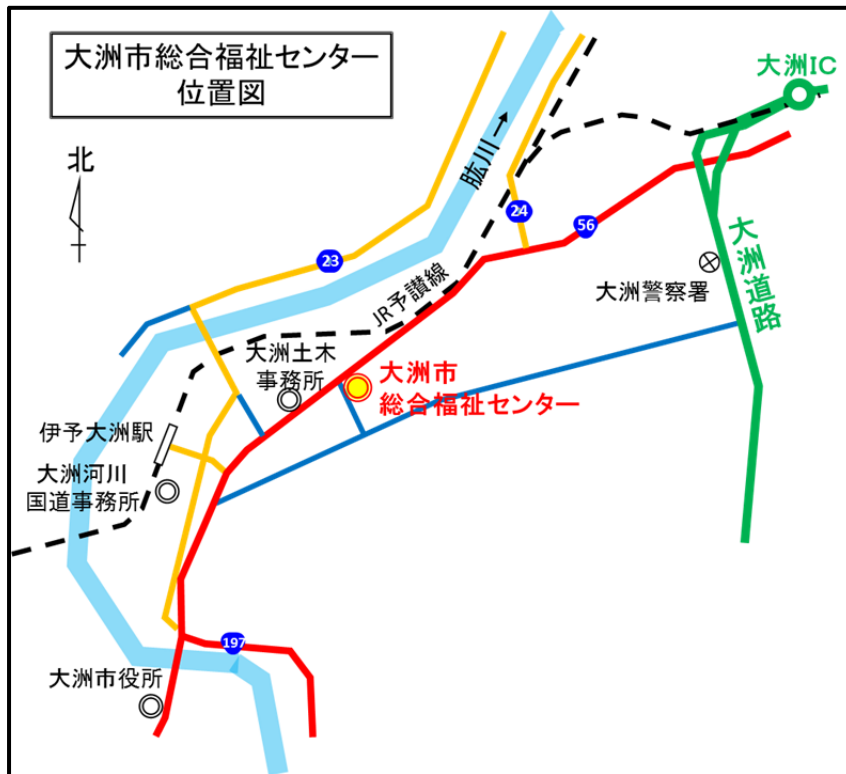 大洲市総合福祉センター
位置図
大洲IC
北
肱川→
24
56
23
大洲道路
大洲警察署
JR予讃線
大洲土木
事務所
大洲市
総合福祉センター
伊予大洲駅
大洲河川
国道事務所
197
大洲市役所